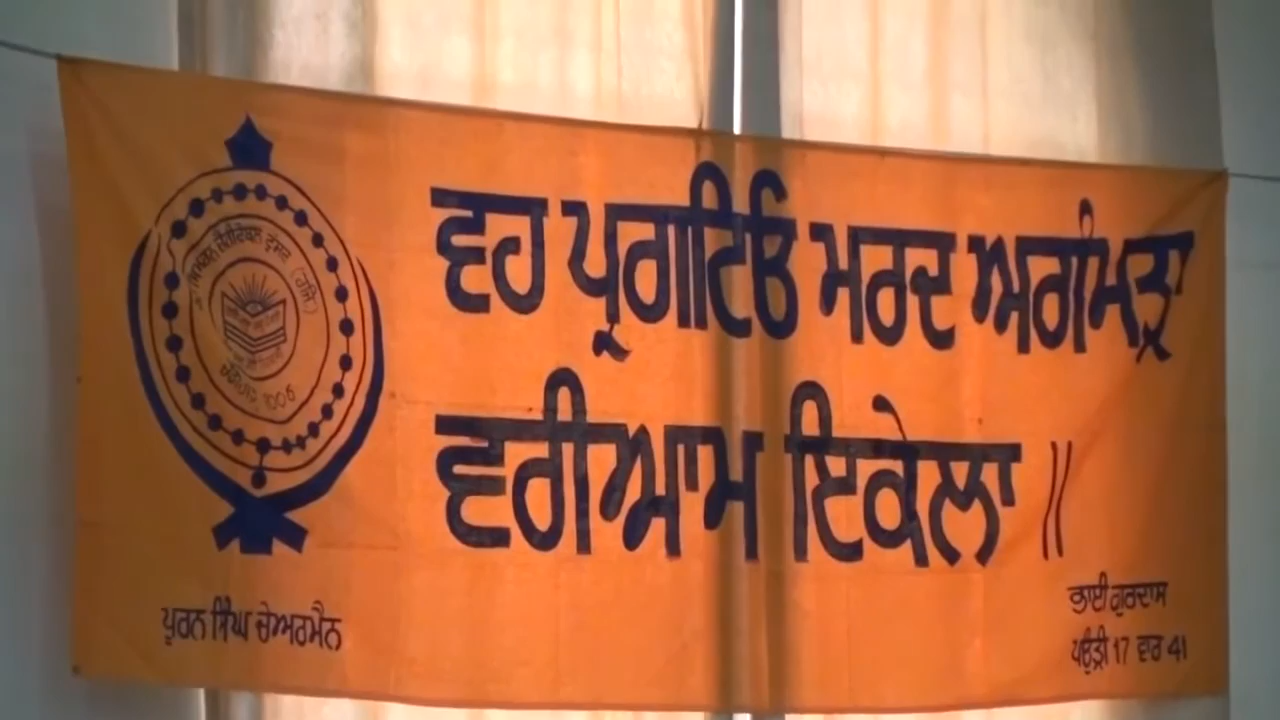 ਵਹ ਪ੍ਰਗਟਿਓ ਮਰਦ ਅਗੰਮੜਾ
ਵਰੀਆਮ ਇਕੇਲਾ ॥
ਭਾਈ ਗੁਰਦਾਸ
ਪਉੜੀ 17 ਵਾਰ 41
ਪੂਰਨ ਸਿੰਘ ਚੇਅਰਮੈਨ